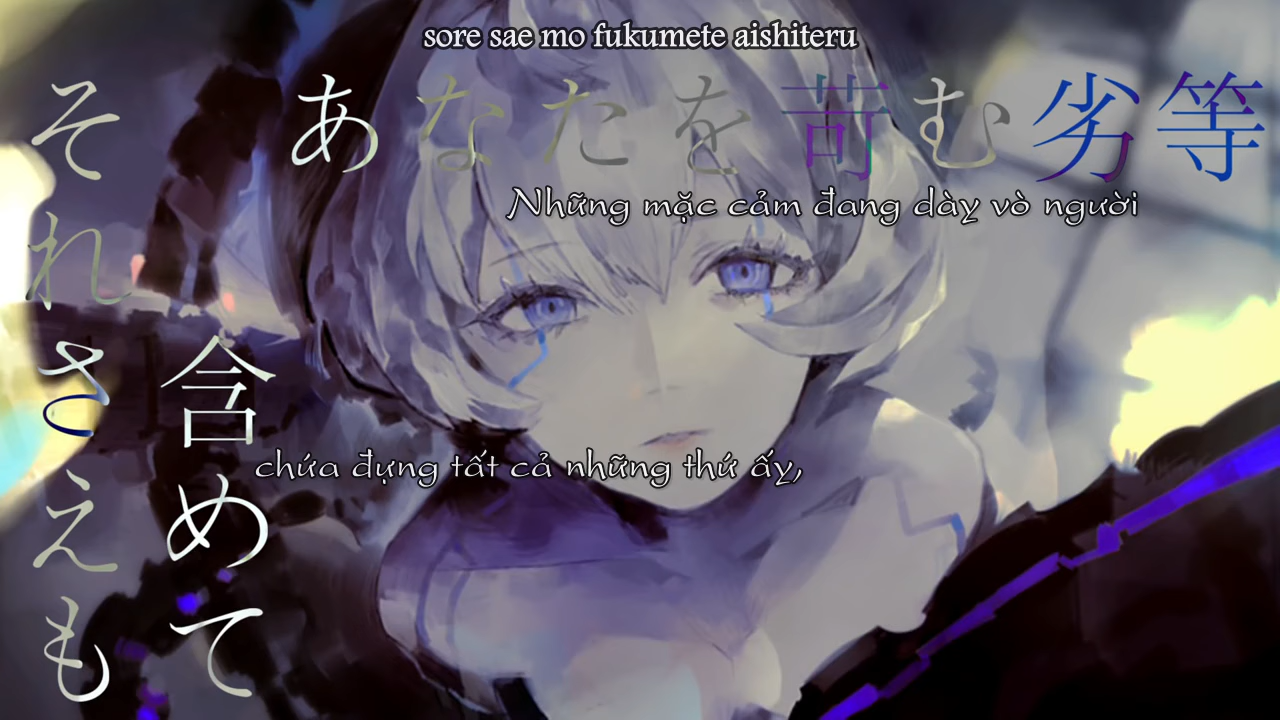 sore sae mo fukumete aishiteru
あなたを苛む劣等
Những mặc cảm đang dày vò người
それさえも
含めて
chứa đựng tất cả những thứ ấy,